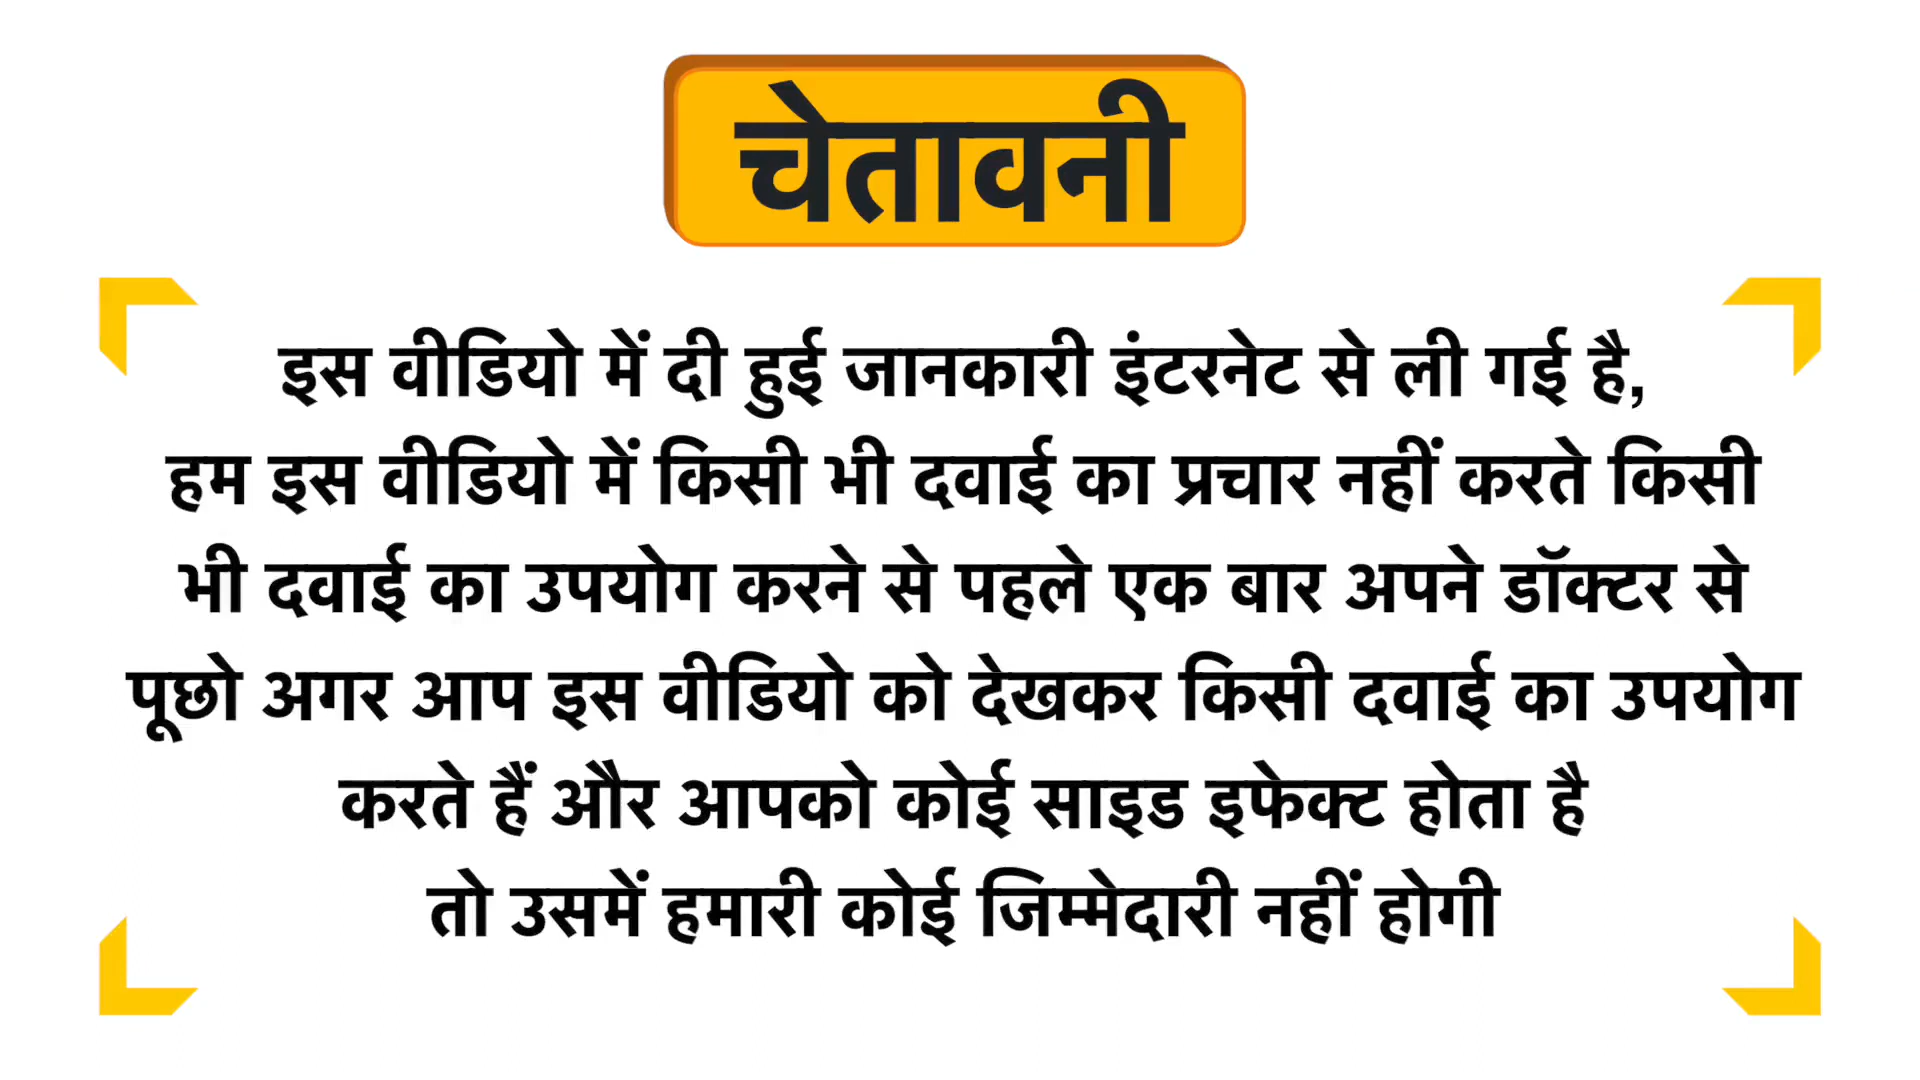 चेतावनी
इस वीडियो में दी हुई जानकारी इंटरनेट से ली गई है,
हम इस वीडियो में किसी भी दवाई का प्रचार नहीं करते किसी
भी दवाई का उपयोग करने से पहले एक बार अपने डॉक्टर से
पूछो अगर आप इस वीडियो को देखकर किसी दवाई का उपयोग
करते हैं और आपको कोई साइड इफेक्ट होता है
तो उसमें हमारी कोई जिम्मेदारी नहीं होगी